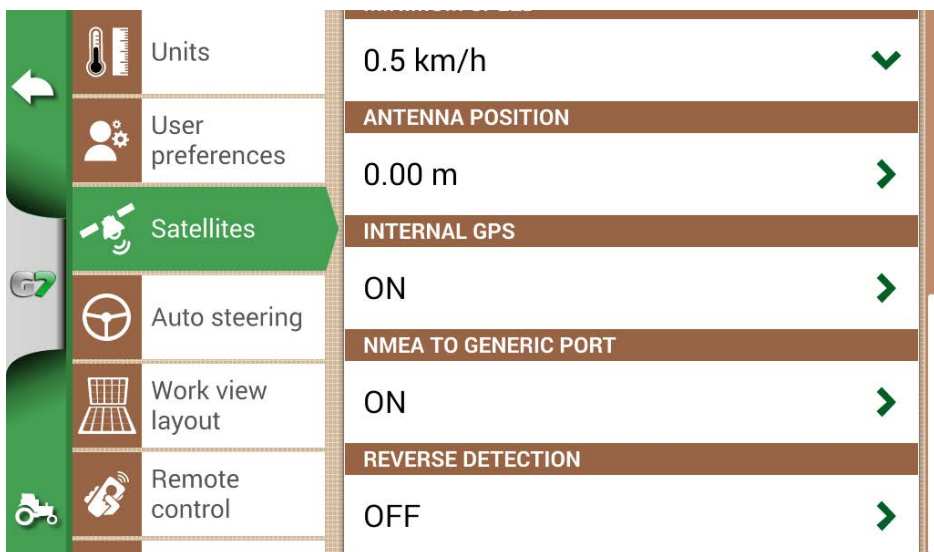 Units
User
preferences
Satellites
Auto steering
Work view
layout
Remote
control
G7
0.5 km/h
ANTENNA POSITION
0.00 m
INTERNAL GPS
ON
NMEA TO GENERIC PORT
ON
REVERSE DETECTION
OFF